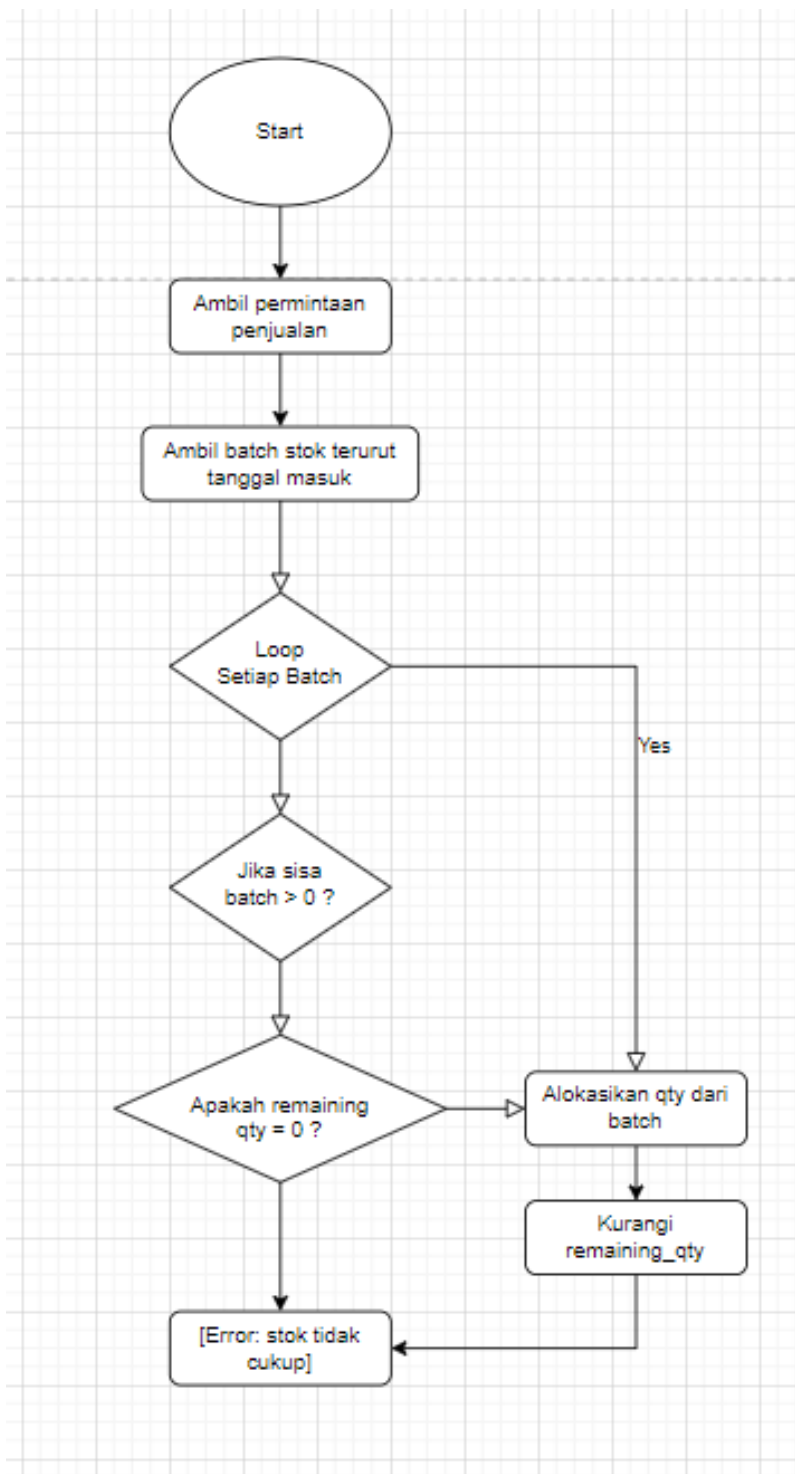 Start
Ambil permintaan
penjualan
Ambil batch stok terurut
tanggal masuk
Loop
Setiap Batch
Yes
Jika sisa
batch > 0 ?
Apakah remaining
qty = 0 ?
Alokasikan qty dari
batch
Kurangi
remaining_qty
[Error: stok tidak
cukup]